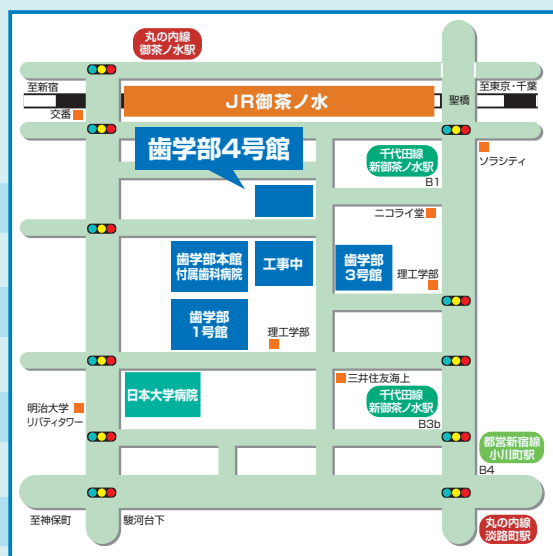 丸の内線
御茶ノ水駅
至新宿
JR御茶ノ水
聖橋
至東京・千葉
交番
歯学部4号館
千代田線
新御茶ノ水駅
B1
ソラシティ
ニコライ堂
歯学部本館
付属歯科病院
工事中
歯学部
3号館
理工学部
歯学部
1号館
理工学部
日本大学病院
三井住友海上
千代田線
新御茶ノ水駅
B3b
明治大学
リバティタワー
都営新宿線
小川町駅
B4
至神保町
駿河台下
丸の内線
淡路町駅